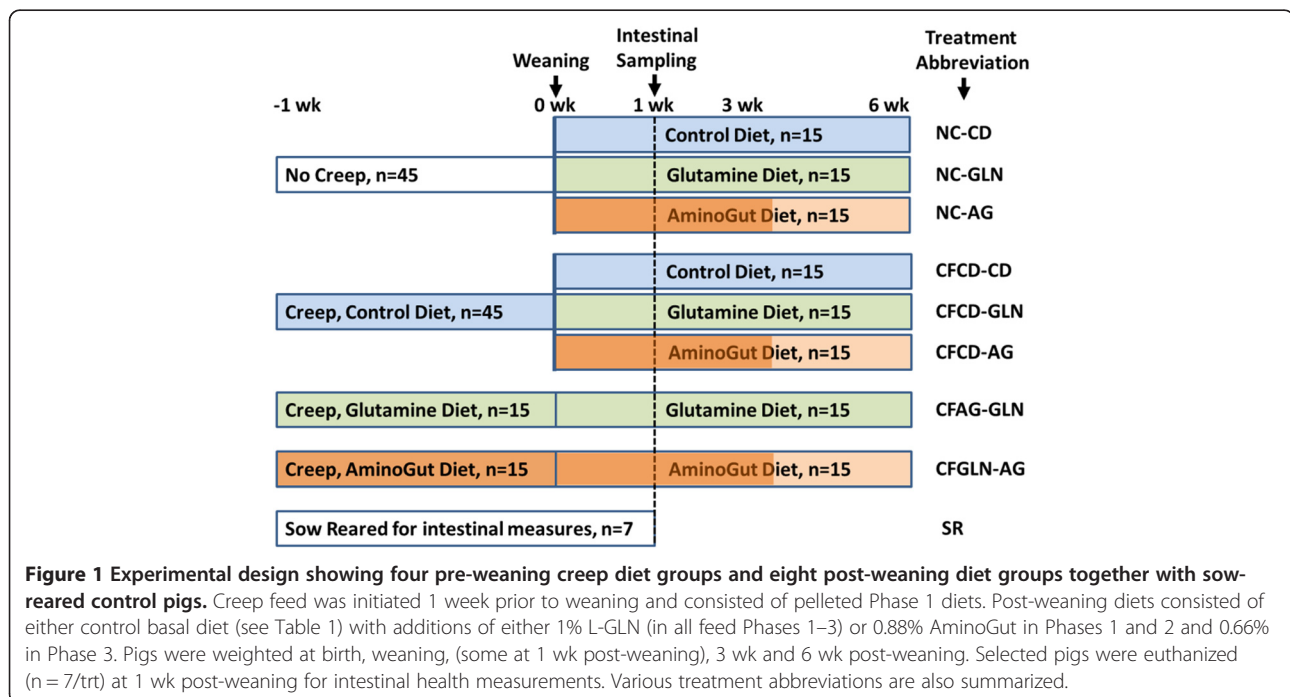 Weaning
Intestinal
Sampling
Treatment
Abbreviation
-1 wk
0 wk
1 wk
3 wk
6 wk
Control Diet, n=15
NC-CD
No Creep, n=45
Glutamine Diet, n=15
NC-GLN
AminoGut Diet, n=15
NC-AG
Control Diet, n=15
CFCD-CD
Creep, Control Diet, n=45
Glutamine Diet, n=15
CFCD-GLN
AminoGut Diet, n=15
CFCD-AG
Creep, Glutamine Diet, n=15
Glutamine Diet, n=15
CFAG-GLN
Creep, AminoGut Diet, n=15
AminoGut Diet, n=15
CFGLN-AG
Sow Reared for intestinal measures, n=7
SR
Figure 1 Experimental design showing four pre-weaning creep diet groups and eight post-weaning diet groups together with sow-
reared control pigs. Creep feed was initiated 1 week prior to weaning and consisted of pelleted Phase 1 diets. Post-weaning diets consisted of
either control basal diet (see Table 1) with additions of either 1% L-GLN (in all feed Phases 1–3) or 0.88% AminoGut in Phases 1 and 2 and 0.66%
in Phase 3. Pigs were weighted at birth, weaning, (some at 1 wk post-weaning), 3 wk and 6 wk post-weaning. Selected pigs were euthanized
(n = 7/trt) at 1 wk post-weaning for intestinal health measurements. Various treatment abbreviations are also summarized.